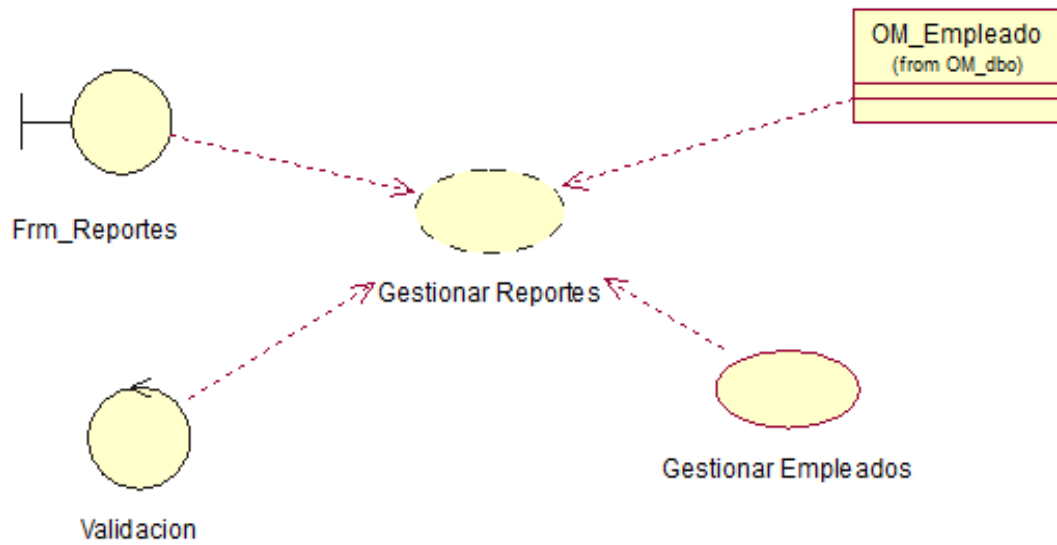 OM_Empleado
(from OM_dbo)
Frm_Reportes
Gestionar Reportes
Gestionar Empleados
Validacion